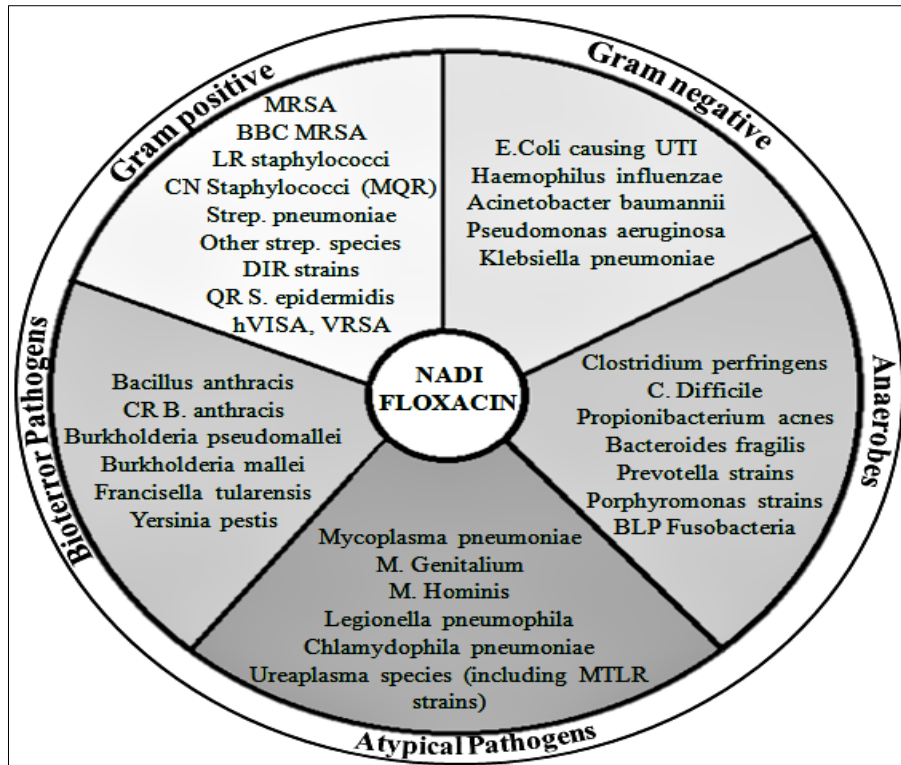 Gram positive
MRSA
BBC MRSA
LR staphylococci
CN Staphylococci (MQR)
Strep. pneumoniae
Other strep. species
DIR strains
QR S. epidermidis
hVISA, VRSA
Gram negative
E.Coli causing UTI
Haemophilus influenzae
Acinetobacter baumannii
Pseudomonas aeruginosa
Klebsiella pneumoniae
NADI
FLOXACIN
Anaerobes
Clostridium perfringens
C. Difficile
Propionibacterium acnes
Bacteroides fragilis
Prevotella strains
Porphyromonas strains
BLP Fusobacteria
Bioterror Pathogens
Bacillus anthracis
CR B. anthracis
Burkholderia pseudomallei
Burkholderia mallei
Francisella tularensis
Yersinia pestis
Mycoplasma pneumoniae
M. Genitalium
M. Hominis
Legionella pneumophila
Chlamydophila pneumoniae
Ureaplasma species (including MTLR
strains)
Atypical Pathogens